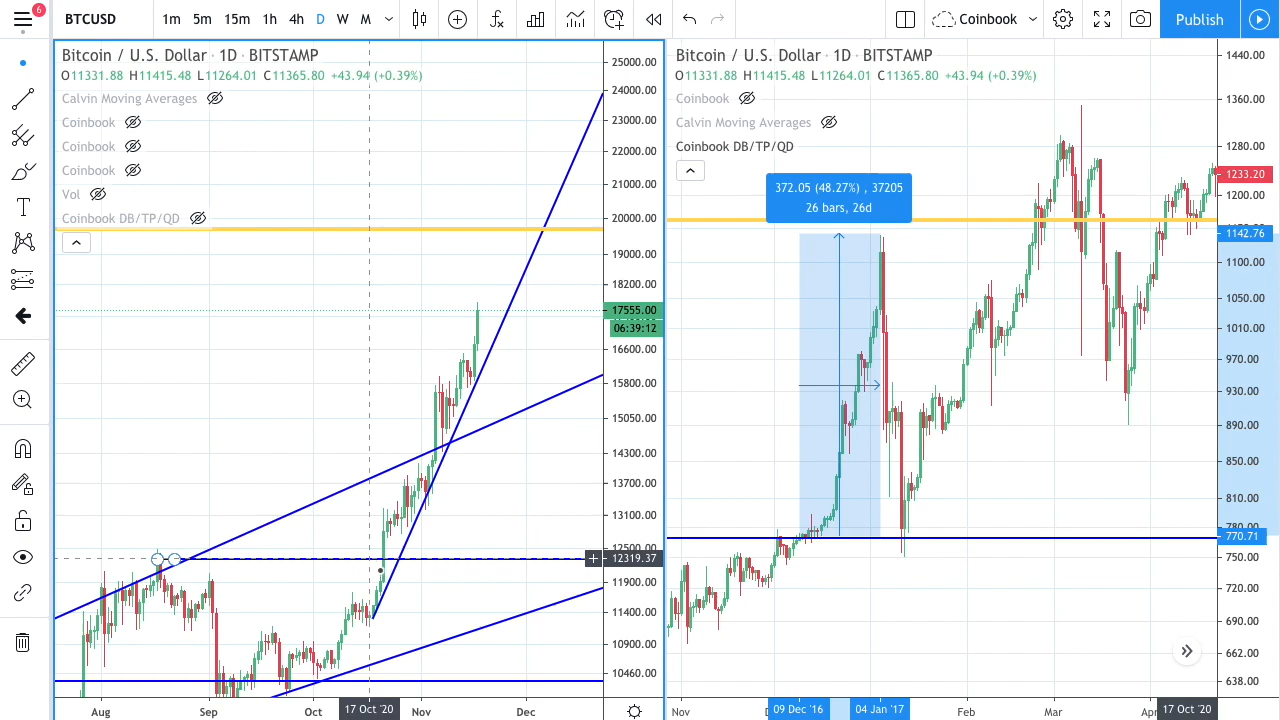 6
BTCUSD 1m 5m 15m 1h 4h D W M Coinbook Publish
Bitcoin / U.S. Dollar · 1D · BITSTAMP
O11331.88 H11415.48 L11264.01 C11365.80 +43.94 (+0.39%)
Calvin Moving Averages
Coinbook
Coinbook
Coinbook
Vol
Coinbook DB/TP/QD
25000.00
24000.00
23000.00
22000.00
21000.00
20000.00
19000.00
18200.00
17555.00
06:39:12
16600.00
15800.00
15050.00
14300.00
13700.00
13100.00
12500.00
12319.37
11900.00
11400.00
10900.00
10460.00
Aug Sep Oct 17 Oct '20 Nov Dec
Bitcoin / U.S. Dollar · 1D · BITSTAMP
O11331.88 H11415.48 L11264.01 C11365.80 +43.94 (+0.39%)
Coinbook
Calvin Moving Averages
Coinbook DB/TP/QD
372.05 (48.27%) , 37205
26 bars, 26d
1440.00
1360.00
1280.00
1233.20
1200.00
1142.76
1100.00
1050.00
1010.00
970.00
930.00
890.00
850.00
810.00
780.00
770.71
750.00
720.00
690.00
662.00
638.00
Nov 09 Dec '16 04 Jan '17 Feb Mar 17 Oct '20